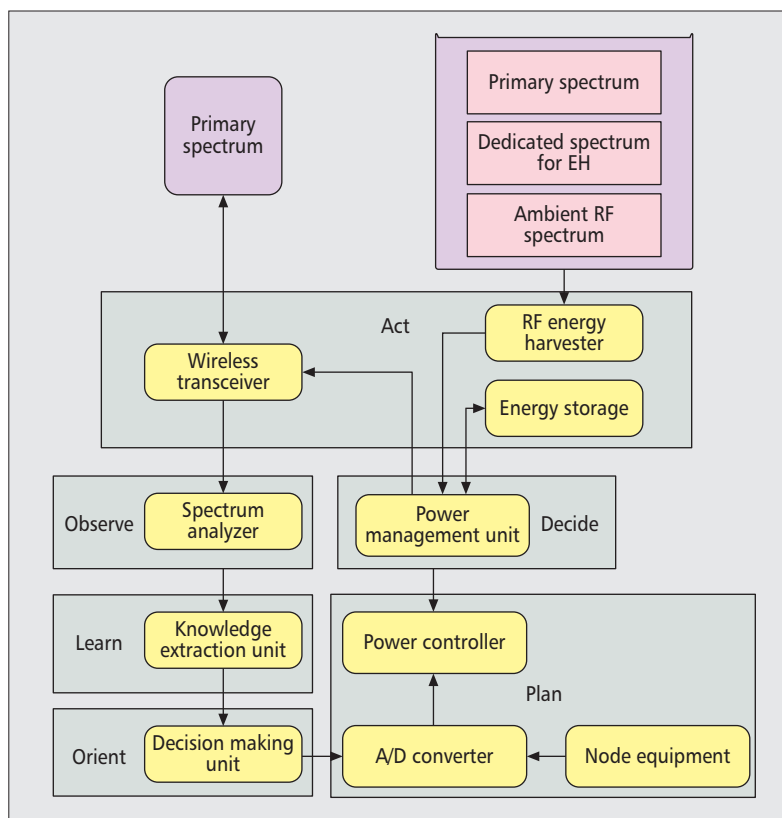 Primary
spectrum
Primary spectrum
Dedicated spectrum
for EH
Ambient RF
spectrum
Act
RF energy
harvester
Wireless
transceiver
Energy storage
Observe
Spectrum
analyzer
Power
management unit
Decide
Learn
Knowledge
extraction unit
Power controller
Plan
Orient
Decision making
unit
A/D converter
Node equipment